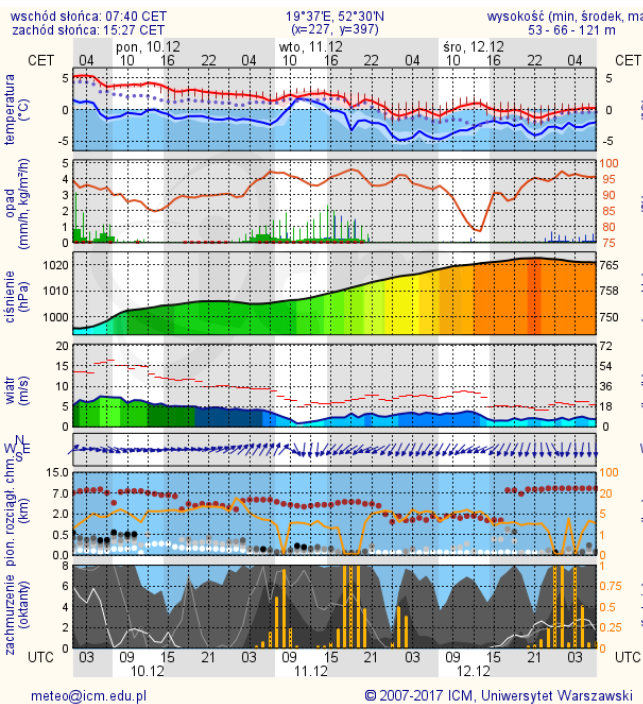 wschód słońca: 07:40 CET 19°37'E, 52°30'N wysokość (min, środek, ma
zachód słońca: 15:27 CET (x=227, y=397) 53 - 66 - 121 m
pon, 10.12 wto, 11.12 śro, 12.12
CET 04 10 16 22 04 10 16 22 04 10 16 22 04 CET
temperatura
(°C)
5 0 -5
5 0 -5
opad
(mm/h, kg/m²/h)
5 4 3 2 1 0
100 95 90 85 80 75
ciśnienie
(hPa)
1020 1000
765 758 750
wiatr
(m/s)
20 15 10 5 0
72 54 36 18 0
N
W E
S
pion. rozciągł. chm.
(km)
15.0 7.0 2.0 0.5 0.0
100 20 5 1 0
zachmurzenie
(oktanty)
8 6 4 2 0
1 0.75 0.5 0.25 0
UTC 03 09 15 21 03 09 15 21 03 09 15 21 03 UTC
10.12 11.12 12.12
meteo@icm.edu.pl © 2007-2017 ICM, Uniwersytet Warszawski